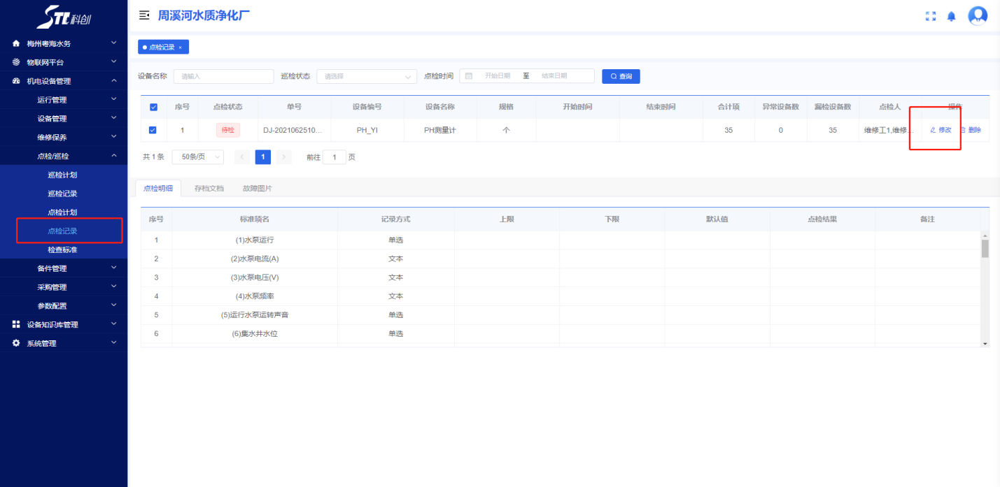 STC科创
周溪河水质净化厂
梅州粤海水务
物联网平台
机电设备管理
运行管理
设备管理
维修保养
点检/巡检
巡检计划
巡检记录
点检计划
点检记录
检查标准
备件管理
采购管理
参数配置
设备知识库管理
系统管理
点检记录 ×
设备名称 请输入 巡检状态 请选择 点检时间 开始日期 至 结束日期 查询
序号 点检状态 单号 设备编号 设备名称 规格 开始时间 结束时间 合计项 异常设备数 漏检设备数 点检人 操作
1 待检 DJ-2021062510... PH_YI PH测量计 个 35 0 35 维修工1,维修... 修改 删除
共 1 条 50条/页 < 1 > 前往 1 页
点检明细 存档文档 故障图片
序号 标准项名 记录方式 上限 下限 默认值 点检结果 备注
1 (1)水泵运行 单选
2 (2)水泵电流(A) 文本
3 (3)水泵电压(V) 文本
4 (4)水泵频率 文本
5 (5)运行水泵运转声音 单选
6 (6)集水井水位 单选